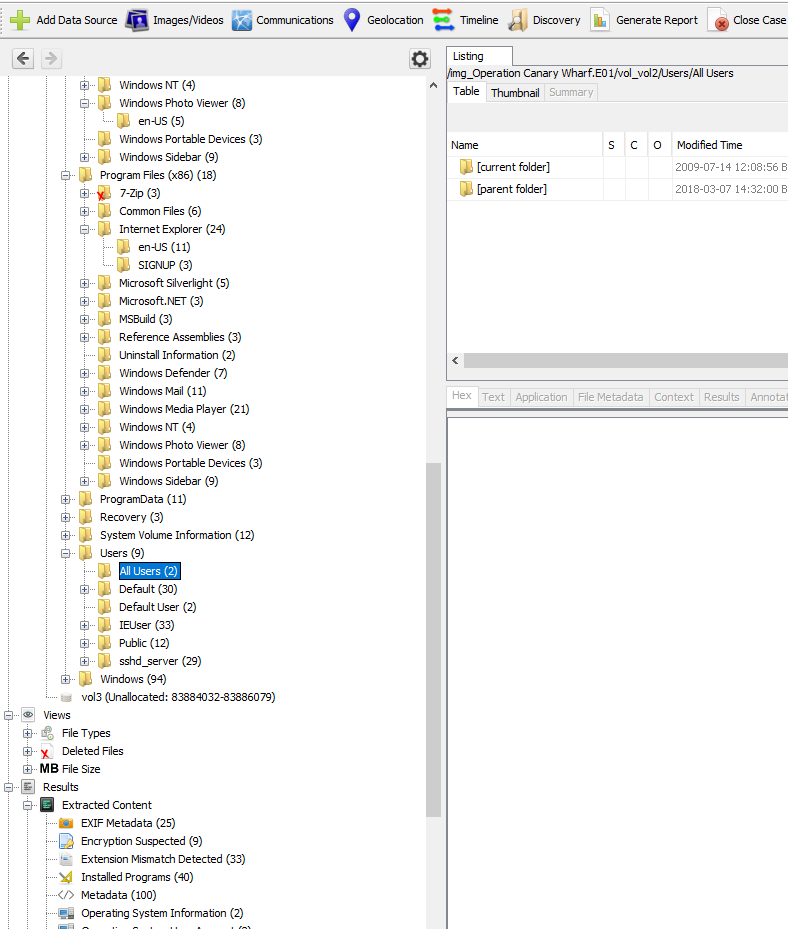 Add Data Source Images/Videos Communications Geolocation Timeline Discovery Generate Report Close Case
Windows NT (4)
Windows Photo Viewer (8)
en-US (5)
Windows Portable Devices (3)
Windows Sidebar (9)
Program Files (x86) (18)
7-Zip (3)
Common Files (6)
Internet Explorer (24)
en-US (11)
SIGNUP (3)
Microsoft Silverlight (5)
Microsoft.NET (3)
MSBuild (3)
Reference Assemblies (3)
Uninstall Information (2)
Windows Defender (7)
Windows Mail (11)
Windows Media Player (21)
Windows NT (4)
Windows Photo Viewer (8)
Windows Portable Devices (3)
Windows Sidebar (9)
ProgramData (11)
Recovery (3)
System Volume Information (12)
Users (9)
All Users (2)
Default (30)
Default User (2)
IEUser (33)
Public (12)
sshd_server (29)
Windows (94)
vol3 (Unallocated: 83884032-83886079)
Views
File Types
Deleted Files
MB File Size
Results
Extracted Content
EXIF Metadata (25)
Encryption Suspected (9)
Extension Mismatch Detected (33)
Installed Programs (40)
Metadata (100)
Operating System Information (2)
Listing
/img_Operation Canary Wharf.E01/vol_vol2/Users/All Users
Table Thumbnail Summary
Name S C O Modified Time
[current folder] 2009-07-14 12:08:56 B
[parent folder] 2018-03-07 14:32:00 B
Hex Text Application File Metadata Context Results Annotat